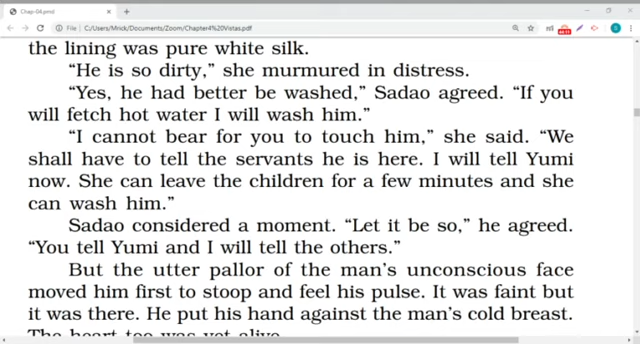 Chap-04.pmd
File | C:/Users/Mrick/Documents/Zoom/Chapter4%20Vistas.pdf
the lining was pure white silk.
“He is so dirty,” she murmured in distress.
“Yes, he had better be washed,” Sadao agreed. “If you
will fetch hot water I will wash him.”
“I cannot bear for you to touch him,” she said. “We
shall have to tell the servants he is here. I will tell Yumi
now. She can leave the children for a few minutes and she
can wash him.”
Sadao considered a moment. “Let it be so,” he agreed.
“You tell Yumi and I will tell the others.”
But the utter pallor of the man’s unconscious face
moved him first to stoop and feel his pulse. It was faint but
it was there. He put his hand against the man’s cold breast.
The heart too was yet alive.